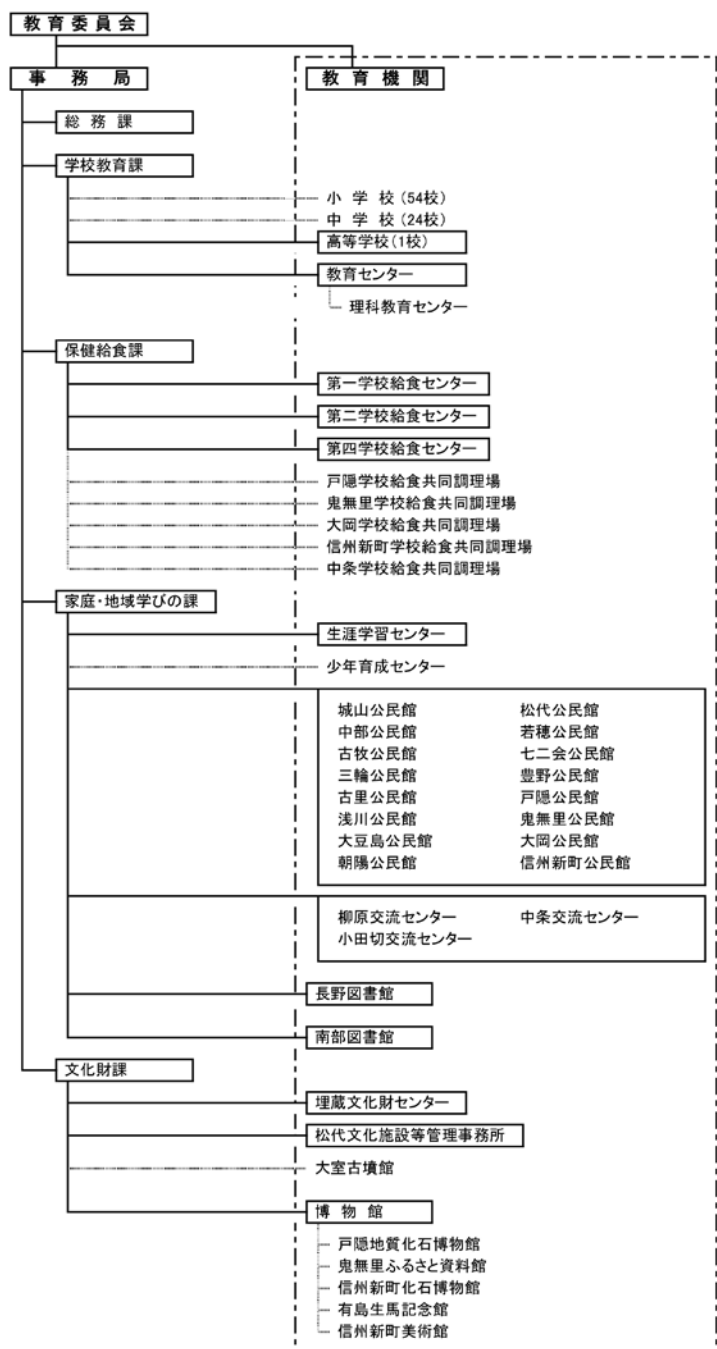 教育委員会
事務局
教育機関
総務課
学校教育課
小学校(54校)
中学校(24校)
高等学校(1校)
教育センター
理科教育センター
保健給食課
第一学校給食センター
第二学校給食センター
第四学校給食センター
戸隠学校給食共同調理場
鬼無里学校給食共同調理場
大岡学校給食共同調理場
信州新町学校給食共同調理場
中条学校給食共同調理場
家庭・地域学びの課
生涯学習センター
少年育成センター
城山公民館 松代公民館
中部公民館 若穂公民館
古牧公民館 七二会公民館
三輪公民館 豊野公民館
古里公民館 戸隠公民館
浅川公民館 鬼無里公民館
大豆島公民館 大岡公民館
朝陽公民館 信州新町公民館
柳原交流センター 中条交流センター
小田切交流センター
長野図書館
南部図書館
文化財課
埋蔵文化財センター
松代文化施設等管理事務所
大室古墳館
博物館
戸隠地質化石博物館
鬼無里ふるさと資料館
信州新町化石博物館
有島生馬記念館
信州新町美術館